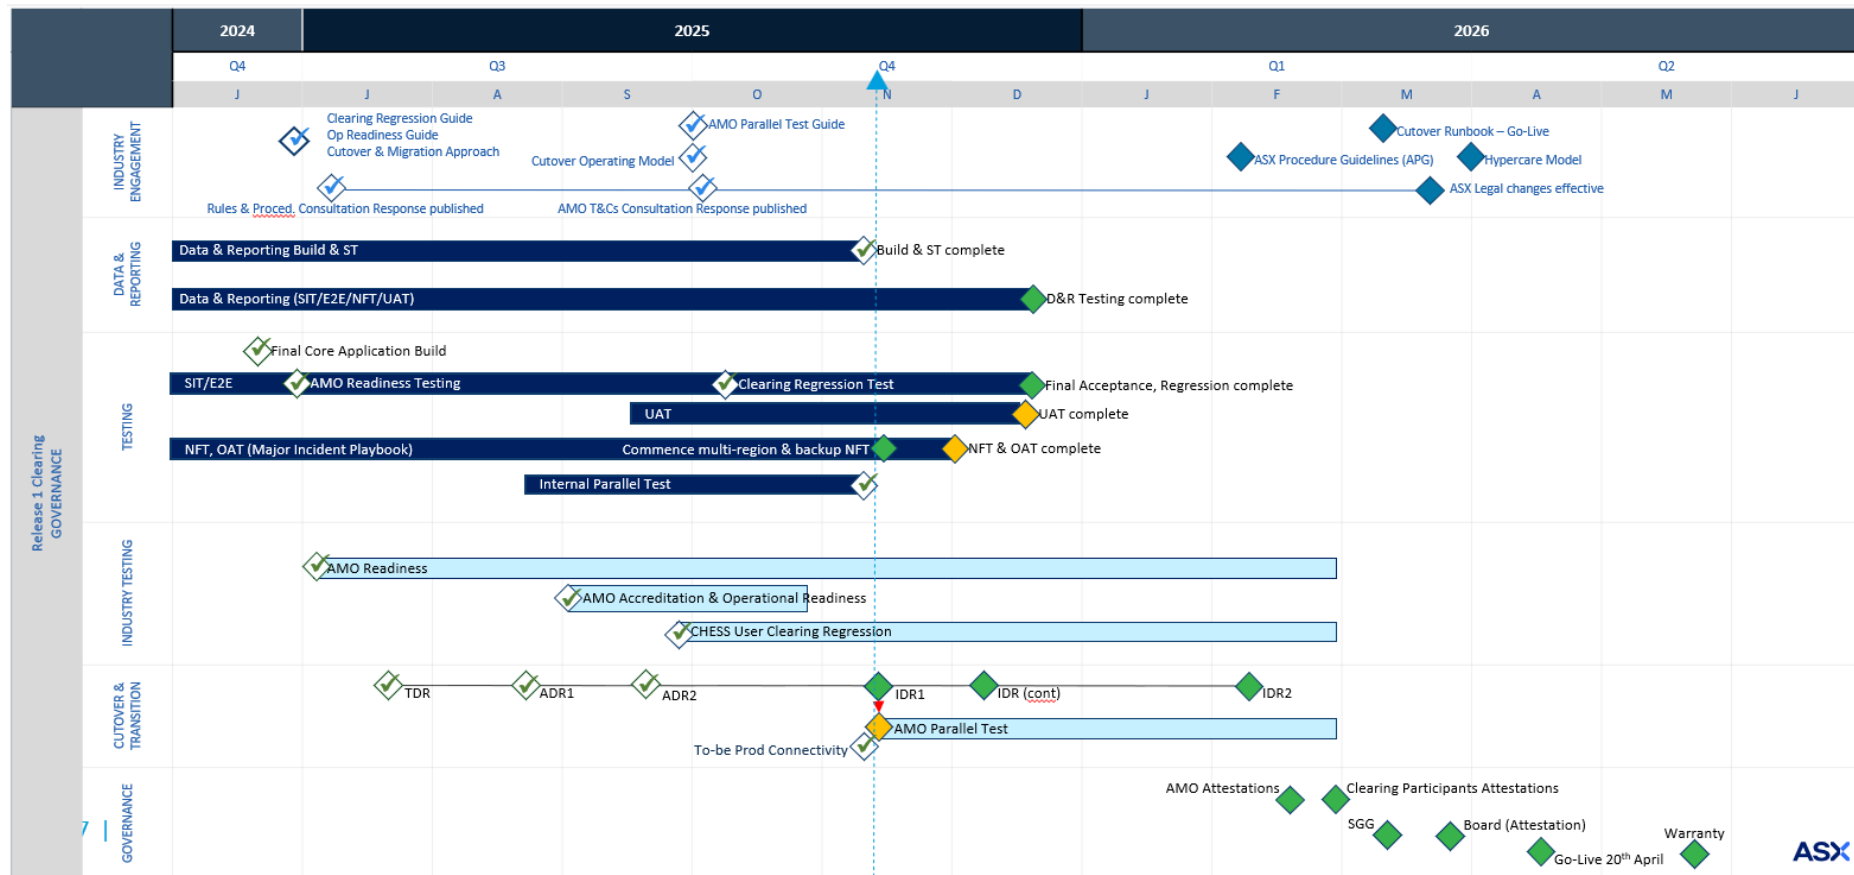 2024
2025
2026
Q4
Q3
Q4
Q1
Q2
J
J
A
S
O
N
D
J
F
M
A
M
J
Release 1 Clearing
GOVERNANCE
INDUSTRY
ENGAGEMENT
Clearing Regression Guide
Op Readiness Guide
Cutover & Migration Approach
AMO Parallel Test Guide
Cutover Operating Model
Cutover Runbook – Go-Live
ASX Procedure Guidelines (APG)
Hypercare Model
ASX Legal changes effective
Rules & Proced. Consultation Response published
AMO T&Cs Consultation Response published
DATA &
REPORTING
Data & Reporting Build & ST
Build & ST complete
Data & Reporting (SIT/E2E/NFT/UAT)
D&R Testing complete
TESTING
Final Core Application Build
SIT/E2E
AMO Readiness Testing
Clearing Regression Test
Final Acceptance, Regression complete
UAT
UAT complete
NFT, OAT (Major Incident Playbook)
Commence multi-region & backup NFT
NFT & OAT complete
Internal Parallel Test
INDUSTRY TESTING
AMO Readiness
AMO Accreditation & Operational Readiness
CHESS User Clearing Regression
CUTOVER &
TRANSITION
TDR
ADR1
ADR2
IDR1
IDR (cont)
IDR2
AMO Parallel Test
To-be Prod Connectivity
GOVERNANCE
AMO Attestations
Clearing Participants Attestations
SGG
Board (Attestation)
Warranty
Go-Live 20th April
7 |
ASX